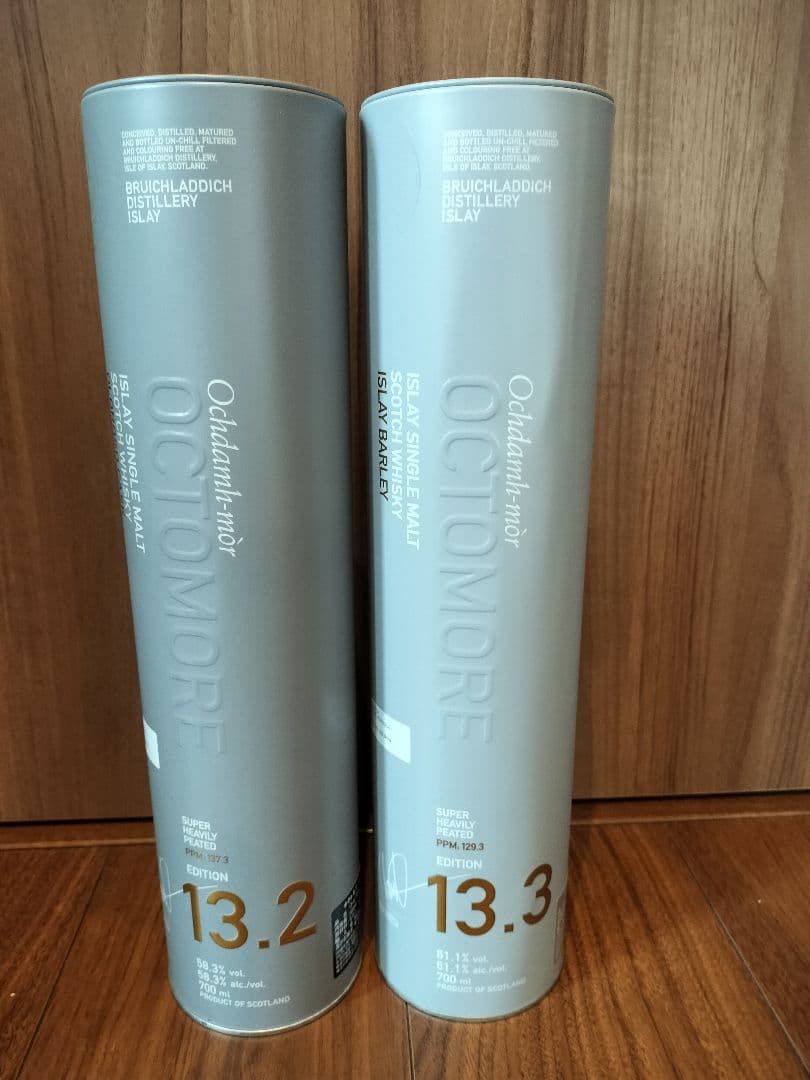 CONCEIVED, DISTILLED, MATURED
AND BOTTLED UN-CHILL FILTERED
AND COLOURING FREE AT
BRUICHLADDICH DISTILLERY,
ISLE OF ISLAY, SCOTLAND.
BRUICHLADDICH
DISTILLERY
ISLAY
Ochdamh-mòr
OCTOMORE
ISLAY SINGLE MALT
SCOTCH WHISKY
SUPER
HEAVILY
PEATED
PPM: 137.3
EDITION
13.2
58.3% vol.
58.3% alc./vol.
700 ml
PRODUCT OF SCOTLAND
CONCEIVED, DISTILLED, MATURED
AND BOTTLED UN-CHILL FILTERED
AND COLOURING FREE AT
BRUICHLADDICH DISTILLERY,
ISLE OF ISLAY, SCOTLAND.
BRUICHLADDICH
DISTILLERY
ISLAY
Ochdamh-mòr
OCTOMORE
ISLAY SINGLE MALT
SCOTCH WHISKY
ISLAY BARLEY
SUPER
HEAVILY
PEATED
PPM: 129.3
EDITION
13.3
61.1% vol.
61.1% alc./vol.
700 ml
PRODUCT OF SCOTLAND